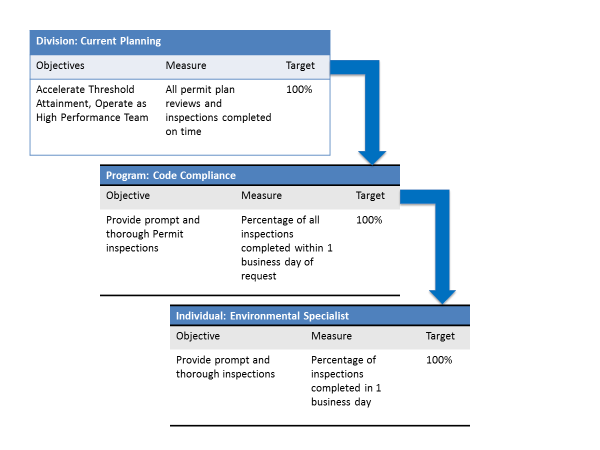 Division: Current Planning
Objectives Measure Target
Accelerate Threshold All permit plan 100%
Attainment, Operate as reviews and
High Performance Team inspections completed
on time
Program: Code Compliance
Objective Measure Target
Provide prompt and Percentage of all 100%
thorough Permit inspections
inspections completed within 1
business day of
request
Individual: Environmental Specialist
Objective Measure Target
Provide prompt and Percentage of 100%
thorough inspections inspections
completed in 1
business day